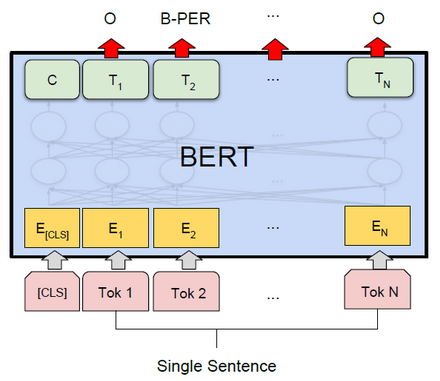 O B-PER ... O
C T1 T2 ... TN
...
BERT
...
E[CLS] E1 E2 ... EN
[CLS] Tok 1 Tok 2 ... Tok N
Single Sentence